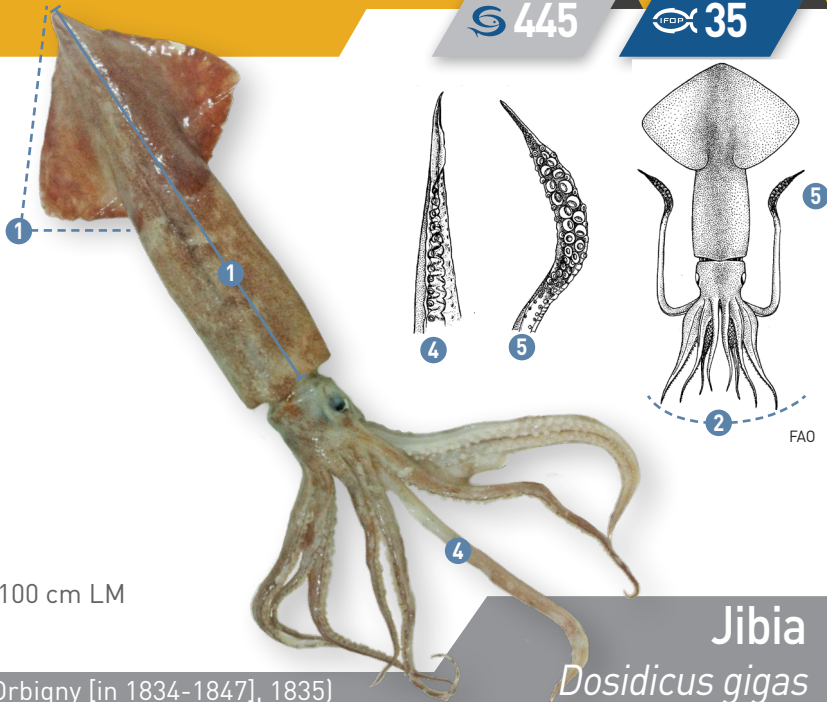 445
IFOP 35
1
1
4
5
5
2
FAO
4
100 cm LM
Jibia
Orbigny [in 1834-1847], 1835)
Dosidicus gigas